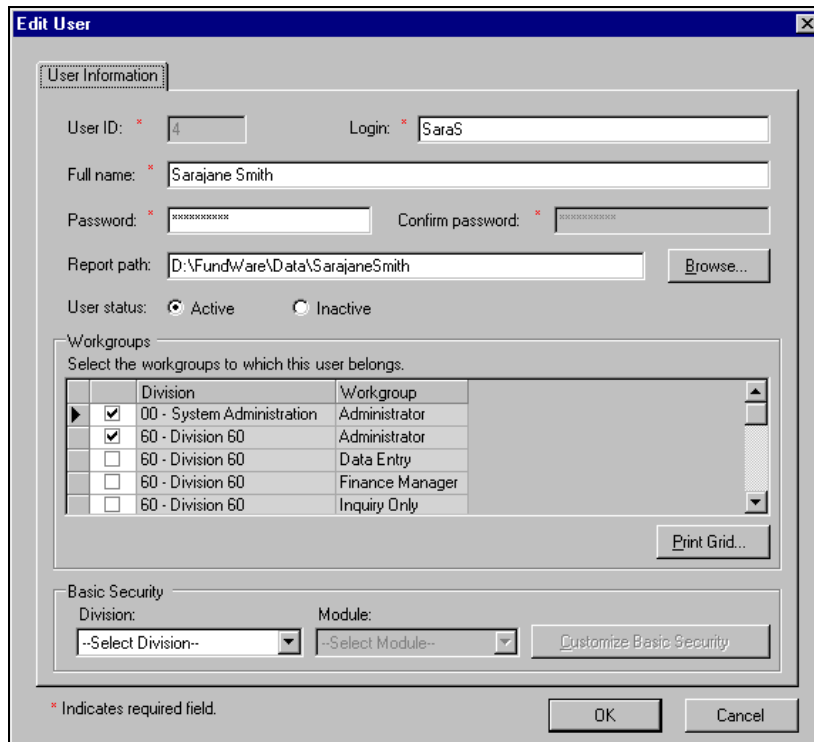 Edit User
User Information
User ID: * 4 Login: * SaraS
Full name: * Sarajane Smith
Password: * ********** Confirm password: * **********
Report path: D:\FundWare\Data\SarajaneSmith Browse...
User status: Active Inactive
Workgroups
Select the workgroups to which this user belongs.
Division Workgroup
00 - System Administration Administrator
60 - Division 60 Administrator
60 - Division 60 Data Entry
60 - Division 60 Finance Manager
60 - Division 60 Inquiry Only
Print Grid...
Basic Security
Division: Module:
--Select Division-- --Select Module-- Customize Basic Security
* Indicates required field.
OK Cancel